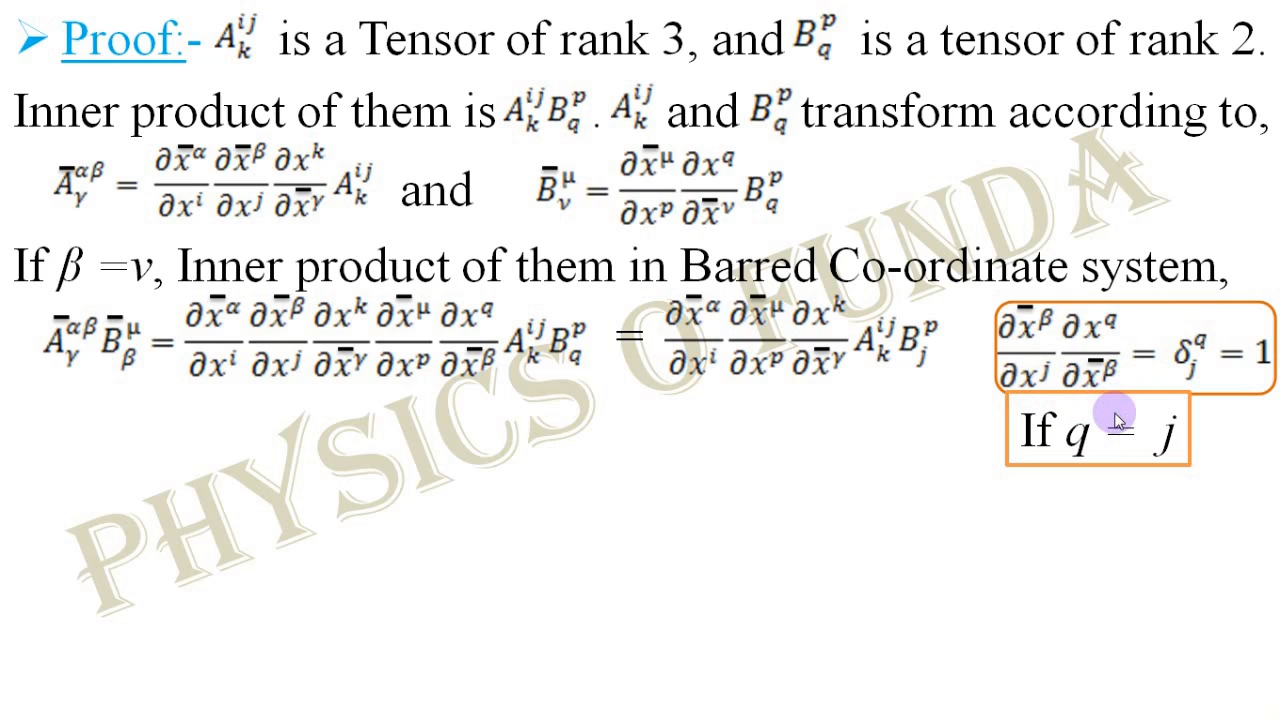 ➢ Proof:- A_k^{ij} is a Tensor of rank 3, and B_q^p is a tensor of rank 2.
Inner product of them is A_k^{ij} B_q^p . A_k^{ij} and B_q^p transform according to,
Ā_γ^{αβ} = ∂x̄^α/∂x^i ∂x̄^β/∂x^j ∂x^k/∂x̄^γ A_k^{ij} and B̄_ν^μ = ∂x̄^μ/∂x^p ∂x^q/∂x̄^ν B_q^p
If β =ν, Inner product of them in Barred Co-ordinate system,
Ā_γ^{αβ} B̄_β^μ = ∂x̄^α/∂x^i ∂x̄^β/∂x^j ∂x^k/∂x̄^γ ∂x̄^μ/∂x^p ∂x^q/∂x̄^β A_k^{ij} B_q^p = ∂x̄^α/∂x^i ∂x̄^μ/∂x^p ∂x^k/∂x̄^γ A_k^{ij} B_j^p
∂x̄^β/∂x^j ∂x^q/∂x̄^β = δ_j^q = 1
If q = j
PHYSICS O FUNDA